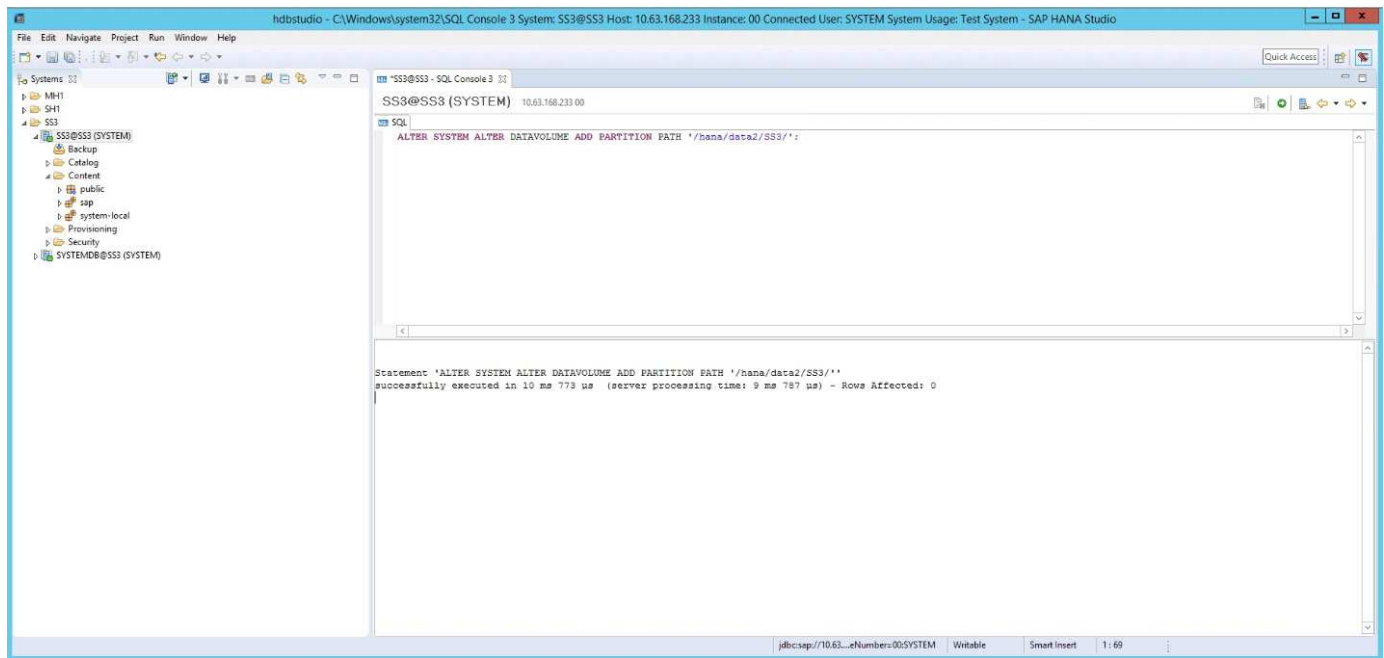 hdbstudio - C:\Windows\system32\SQL Console 3 System: SS3@SS3 Host: 10.63.168.233 Instance: 00 Connected User: SYSTEM System Usage: Test System - SAP HANA Studio
File Edit Navigate Project Run Window Help
Quick Access
Systems
*SS3@SS3 - SQL Console 3
MH1
SH1
SS3
SS3@SS3 (SYSTEM)
Backup
Catalog
Content
public
sap
system-local
Provisioning
Security
SYSTEMDB@SS3 (SYSTEM)
SS3@SS3 (SYSTEM) 10.63.168.233 00
SQL
ALTER SYSTEM ALTER DATAVOLUME ADD PARTITION PATH '/hana/data2/SS3/';
Statement 'ALTER SYSTEM ALTER DATAVOLUME ADD PARTITION PATH '/hana/data2/SS3/''
successfully executed in 10 ms 773 µs (server processing time: 9 ms 787 µs) - Rows Affected: 0
jdbc:sap://10.63....eNumber=00:SYSTEM Writable Smart Insert 1 : 69